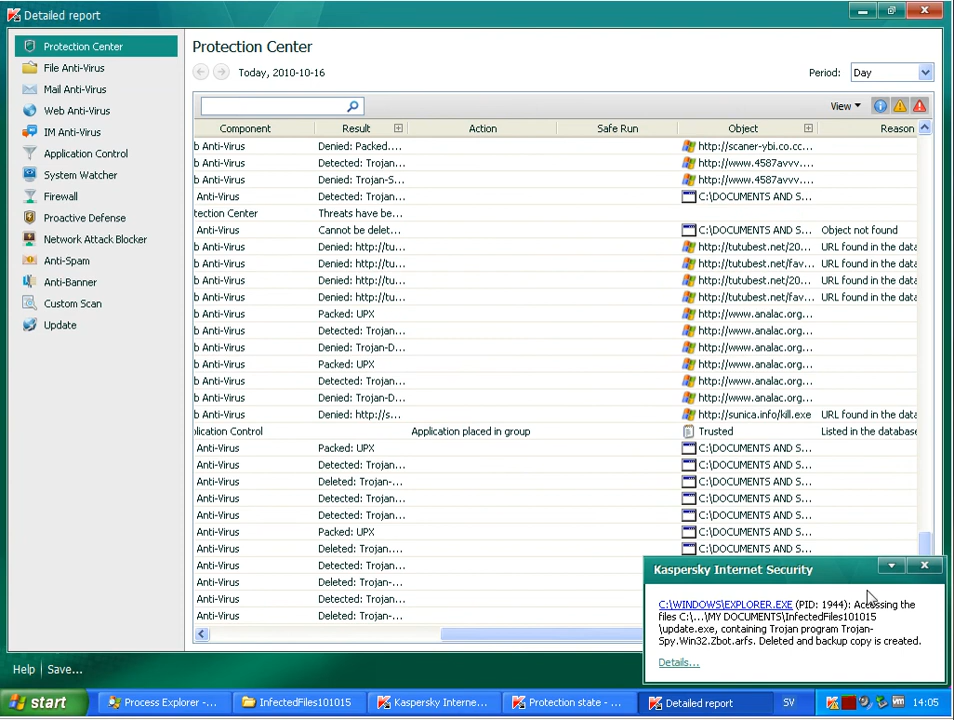 Detailed report
Protection Center
File Anti-Virus
Mail Anti-Virus
Web Anti-Virus
IM Anti-Virus
Application Control
System Watcher
Firewall
Proactive Defense
Network Attack Blocker
Anti-Spam
Anti-Banner
Custom Scan
Update
Protection Center
Today, 2010-10-16
Period: Day
View
Component Result Action Safe Run Object Reason
b Anti-Virus Denied: Packed.... http://scaner-ybi.co.cc...
b Anti-Virus Detected: Trojan... http://www.4587avvv....
b Anti-Virus Denied: Trojan-S... http://www.4587avvv....
Anti-Virus Detected: Trojan... C:\DOCUMENTS AND S...
tection Center Threats have be...
Anti-Virus Cannot be delet... C:\DOCUMENTS AND S... Object not found
b Anti-Virus Denied: http://tu... http://tutubest.net/20... URL found in the data
b Anti-Virus Denied: http://tu... http://tutubest.net/fav... URL found in the data
b Anti-Virus Denied: http://tu... http://tutubest.net/20... URL found in the data
b Anti-Virus Denied: http://tu... http://tutubest.net/fav... URL found in the data
b Anti-Virus Packed: UPX http://www.analac.org...
b Anti-Virus Detected: Trojan... http://www.analac.org...
b Anti-Virus Denied: Trojan-D... http://www.analac.org...
b Anti-Virus Packed: UPX http://www.analac.org...
b Anti-Virus Detected: Trojan... http://www.analac.org...
b Anti-Virus Denied: Trojan-D... http://www.analac.org...
b Anti-Virus Denied: http://s... http://sunica.info/kill.exe URL found in the data
lication Control Application placed in group Trusted Listed in the database
Anti-Virus Packed: UPX C:\DOCUMENTS AND S...
Anti-Virus Detected: Trojan... C:\DOCUMENTS AND S...
Anti-Virus Deleted: Trojan-... C:\DOCUMENTS AND S...
Anti-Virus Detected: Trojan... C:\DOCUMENTS AND S...
Anti-Virus Detected: Trojan... C:\DOCUMENTS AND S...
Anti-Virus Packed: UPX C:\DOCUMENTS AND S...
Anti-Virus Deleted: Trojan.... C:\DOCUMENTS AND S...
Anti-Virus Detected: Trojan...
Anti-Virus Deleted: Trojan-...
Anti-Virus Detected: Trojan...
Anti-Virus Deleted: Trojan-...
Kaspersky Internet Security
C:\WINDOWS\EXPLORER.EXE (PID: 1944): Accessing the
files C:\...\MY DOCUMENTS\InfectedFiles101015
\update.exe, containing Trojan program Trojan-
Spy.Win32.Zbot.arfs. Deleted and backup copy is created.
Details...
Help Save...
start Process Explorer -... InfectedFiles101015 Kaspersky Interne... Protection state - ... Detailed report SV 14:05